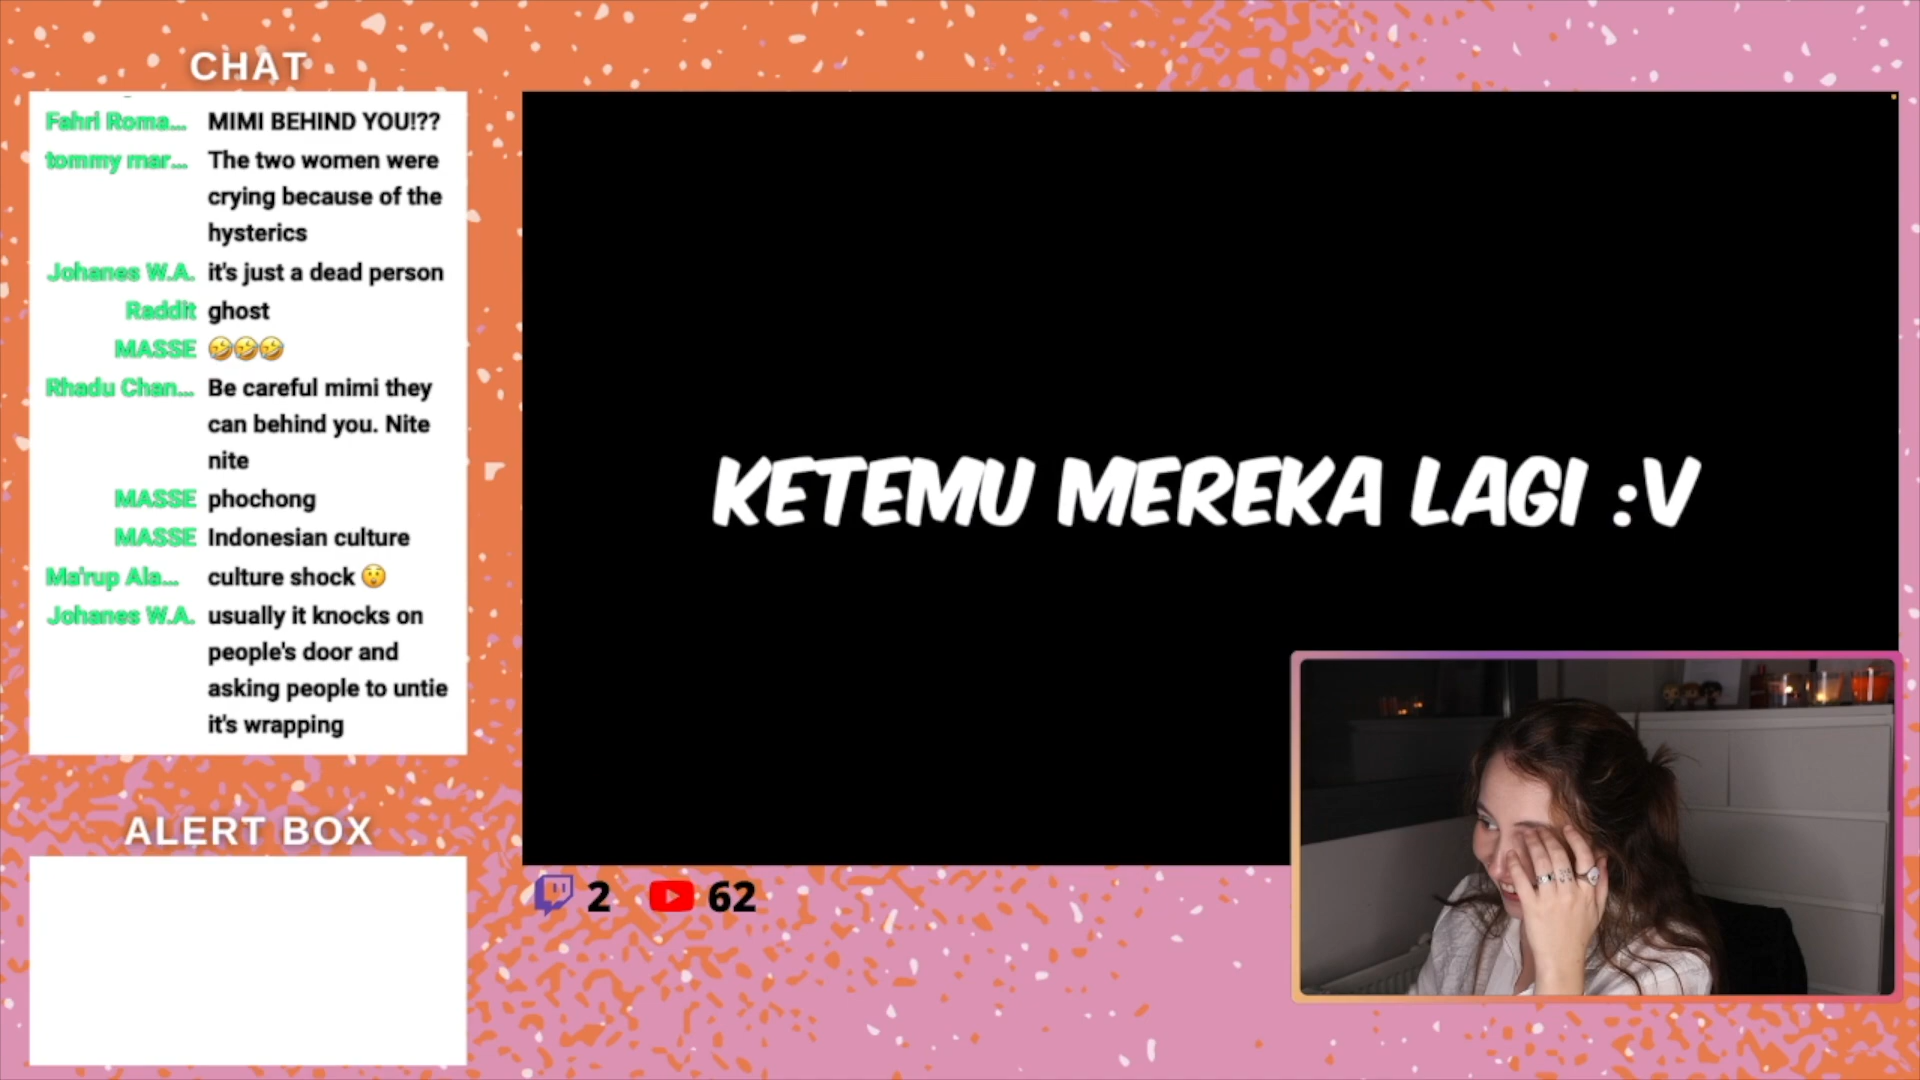 CHAT
Fahri Roma... MIMI BEHIND YOU!??
tommy mar... The two women were
crying because of the
hysterics
Johanes W.A. it's just a dead person
Raddit ghost
MASSE 🤣🤣🤣
Rhadu Chan... Be careful mimi they
can behind you. Nite
nite
MASSE phochong
MASSE Indonesian culture
Ma'rup Ala... culture shock 😲
Johanes W.A. usually it knocks on
people's door and
asking people to untie
it's wrapping
ALERT BOX
KETEMU MEREKA LAGI :V
2 62